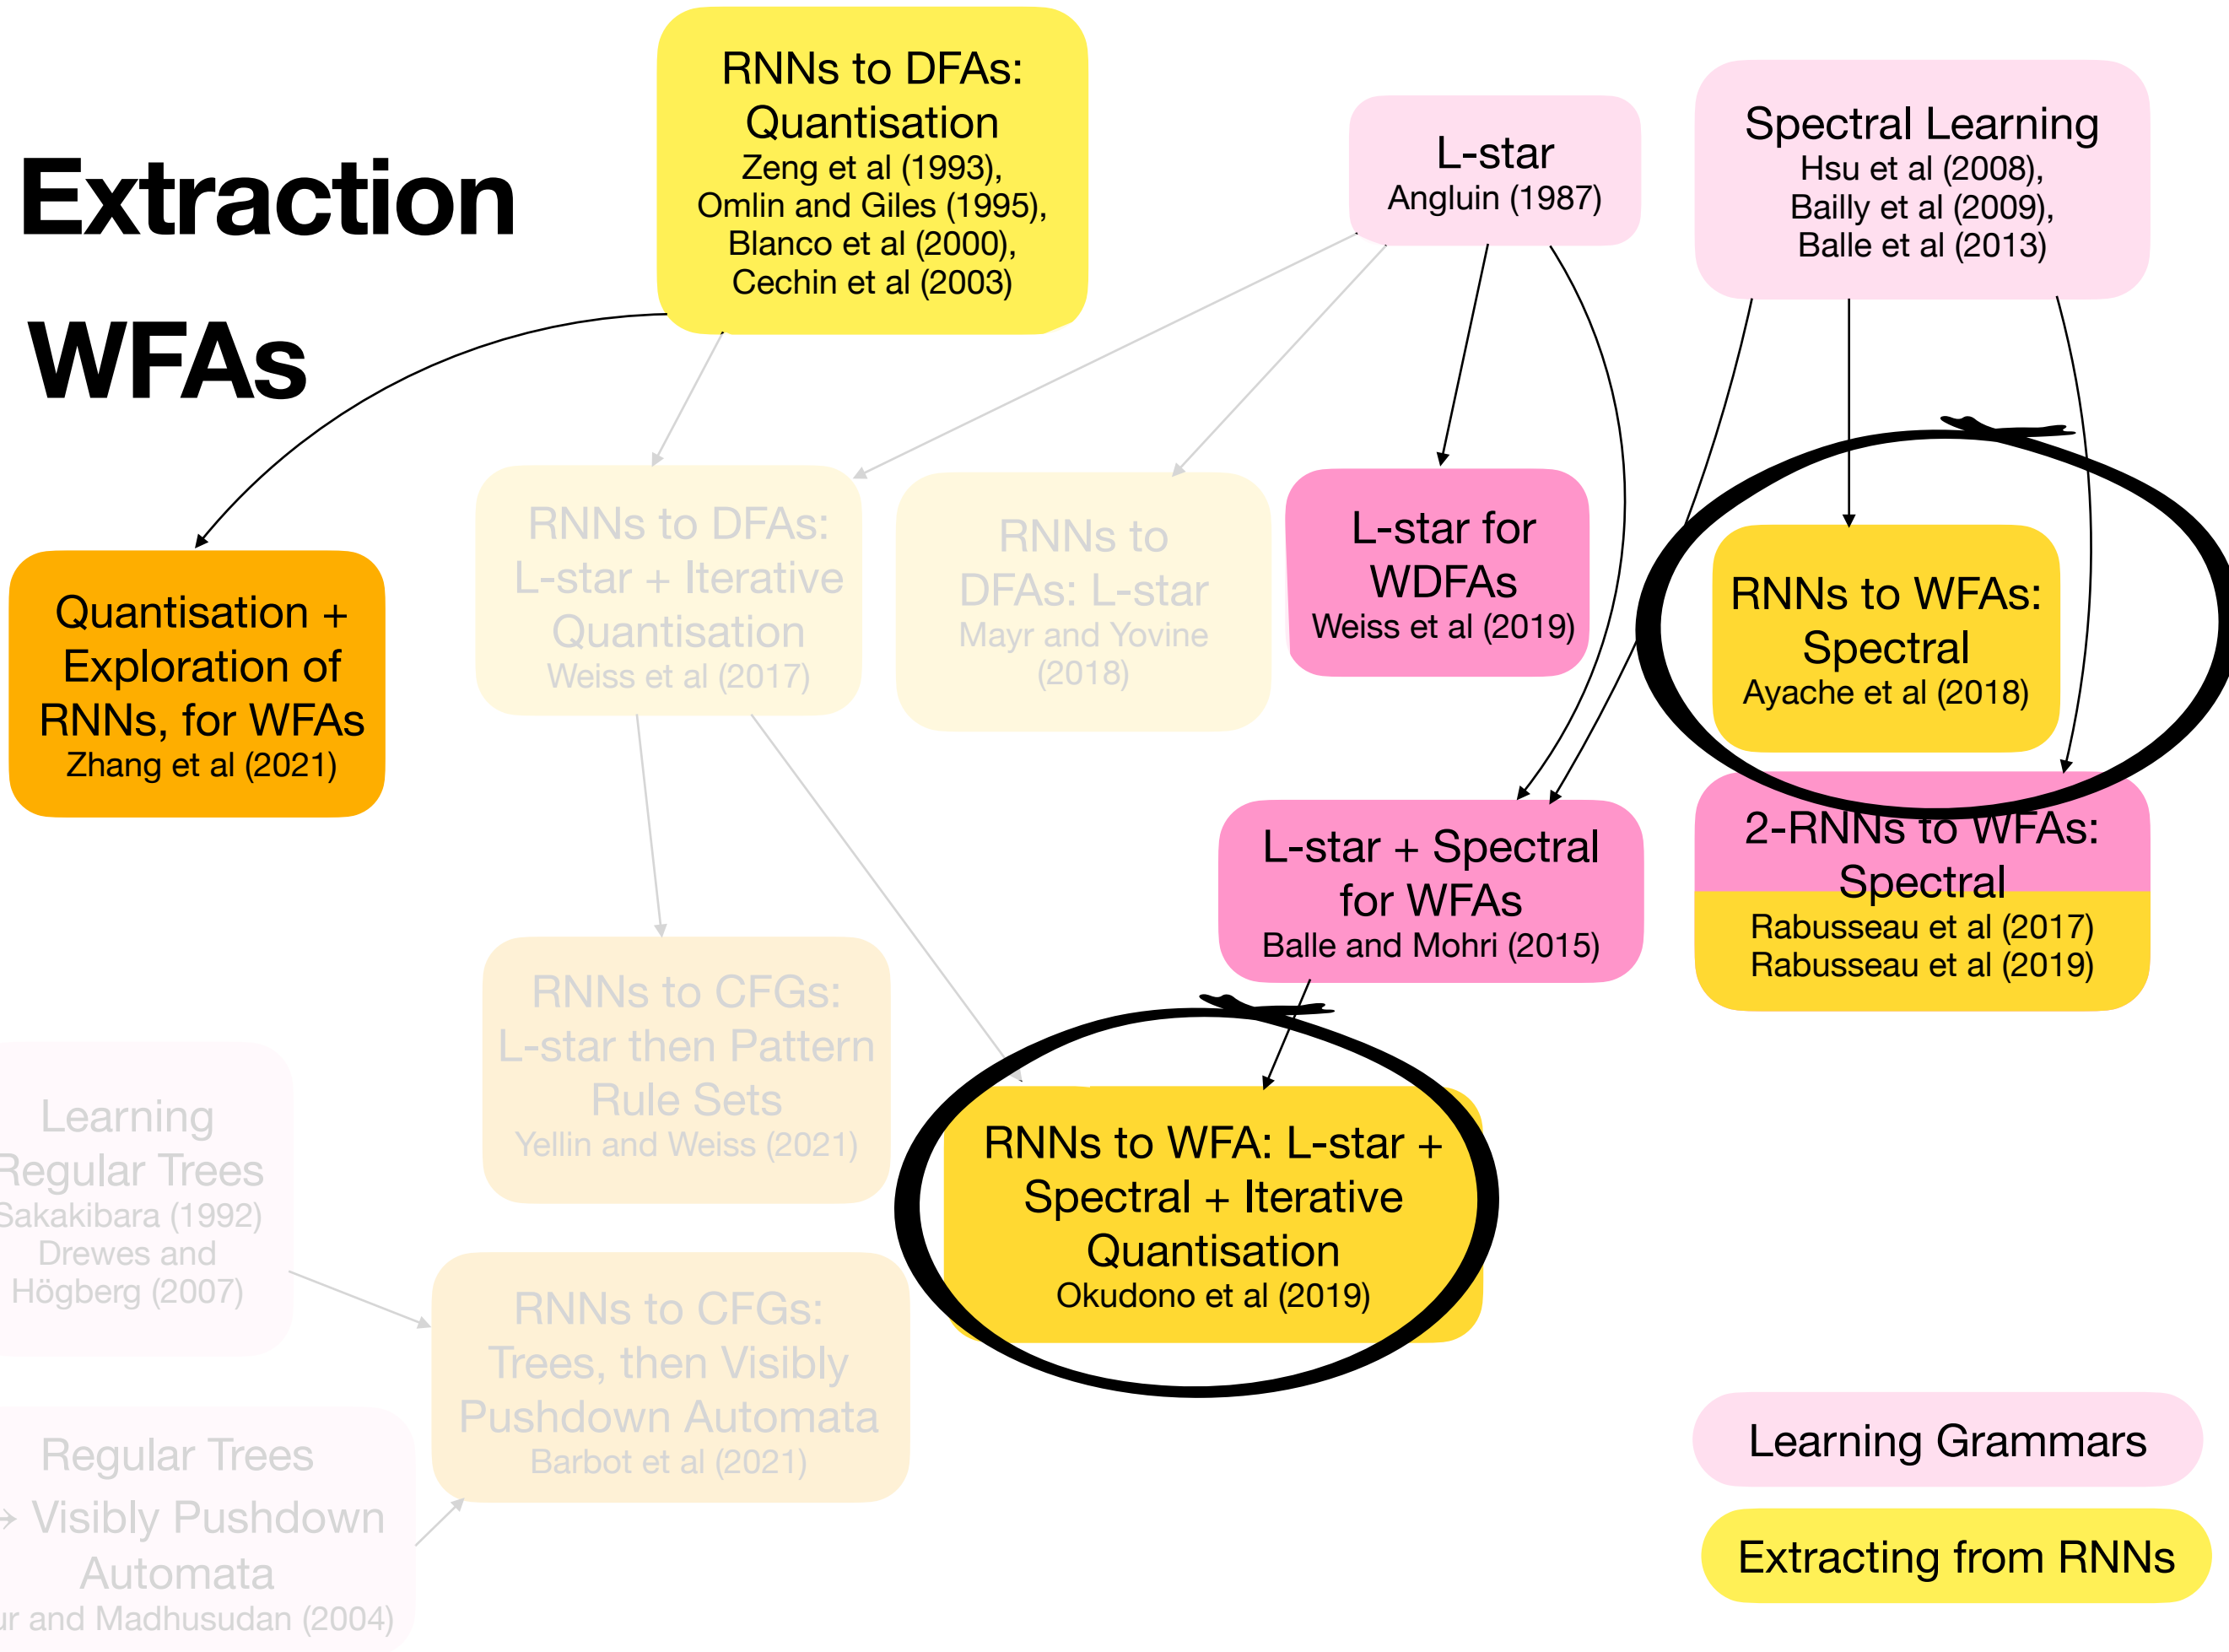 Extraction
WFAs
RNNs to DFAs:
Quantisation
Zeng et al (1993),
Omlin and Giles (1995),
Blanco et al (2000),
Cechin et al (2003)
L-star
Angluin (1987)
Spectral Learning
Hsu et al (2008),
Bailly et al (2009),
Balle et al (2013)
Quantisation +
Exploration of
RNNs, for WFAs
Zhang et al (2021)
RNNs to DFAs:
L-star + Iterative
Quantisation
Weiss et al (2017)
RNNs to
DFAs: L-star
Mayr and Yovine
(2018)
L-star for
WDFAs
Weiss et al (2019)
RNNs to WFAs:
Spectral
Ayache et al (2018)
L-star + Spectral
for WFAs
Balle and Mohri (2015)
2-RNNs to WFAs:
Spectral
Rabusseau et al (2017)
Rabusseau et al (2019)
RNNs to CFGs:
L-star then Pattern
Rule Sets
Yellin and Weiss (2021)
RNNs to WFA: L-star +
Spectral + Iterative
Quantisation
Okudono et al (2019)
Learning
Regular Trees
Sakakibara (1992)
Drewes and
Högberg (2007)
RNNs to CFGs:
Trees, then Visibly
Pushdown Automata
Barbot et al (2021)
Regular Trees
→ Visibly Pushdown
Automata
and Madhusudan (2004)
Learning Grammars
Extracting from RNNs